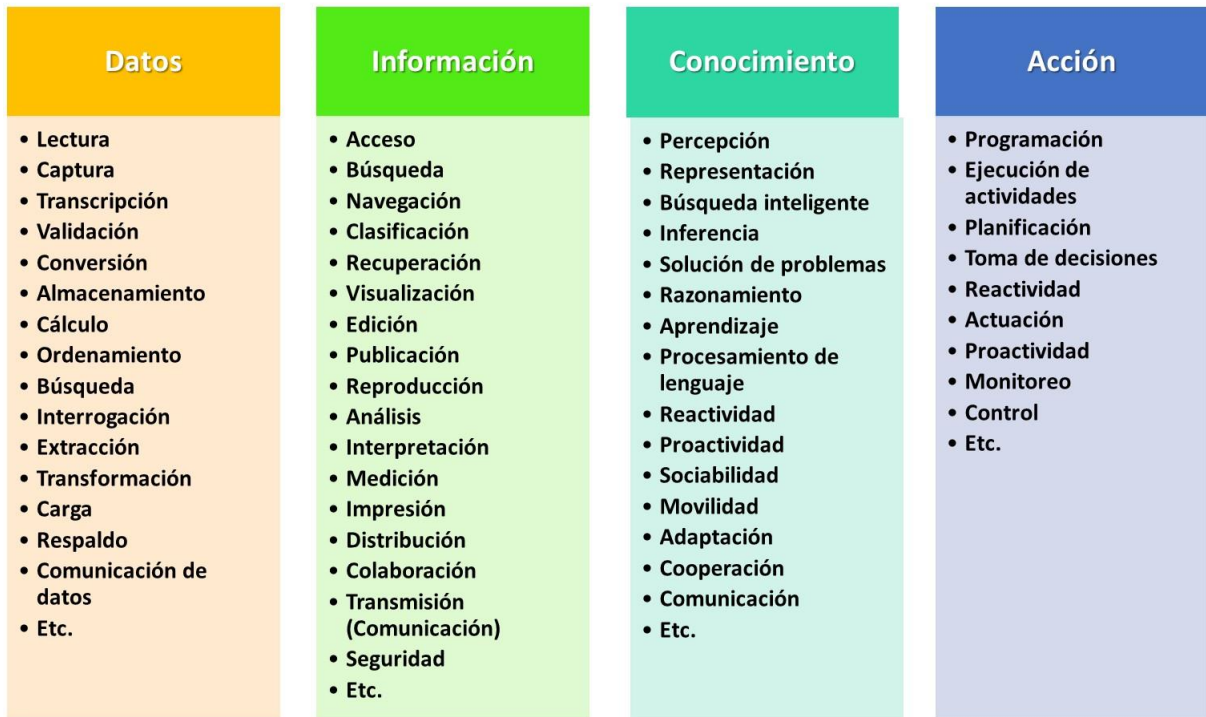 Datos
• Lectura
• Captura
• Transcripción
• Validación
• Conversión
• Almacenamiento
• Cálculo
• Ordenamiento
• Búsqueda
• Interrogación
• Extracción
• Transformación
• Carga
• Respaldo
• Comunicación de
datos
• Etc.
Información
• Acceso
• Búsqueda
• Navegación
• Clasificación
• Recuperación
• Visualización
• Edición
• Publicación
• Reproducción
• Análisis
• Interpretación
• Medición
• Impresión
• Distribución
• Colaboración
• Transmisión
(Comunicación)
• Seguridad
• Etc.
Conocimiento
• Percepción
• Representación
• Búsqueda inteligente
• Inferencia
• Solución de problemas
• Razonamiento
• Aprendizaje
• Procesamiento de
lenguaje
• Reactividad
• Proactividad
• Sociabilidad
• Movilidad
• Adaptación
• Cooperación
• Comunicación
• Etc.
Acción
• Programación
• Ejecución de
actividades
• Planificación
• Toma de decisiones
• Reactividad
• Actuación
• Proactividad
• Monitoreo
• Control
• Etc.